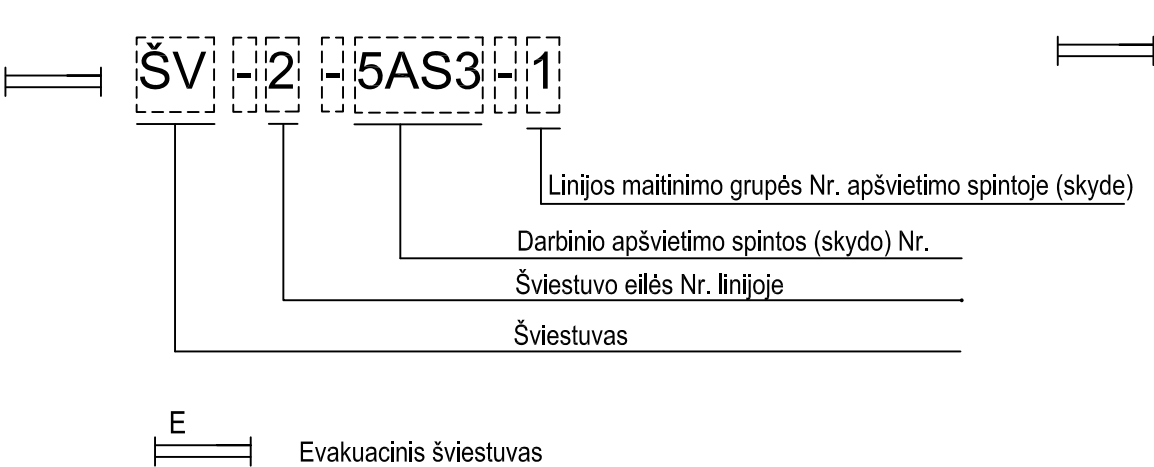 ŠV - 2 - 5AS3 - 1
Linijos maitinimo grupės Nr. apšvietimo spintoje (skyde)
Darbinio apšvietimo spintos (skydo) Nr.
Šviestuvo eilės Nr. linijoje
Šviestuvas
E
Evakuacinis šviestuvas